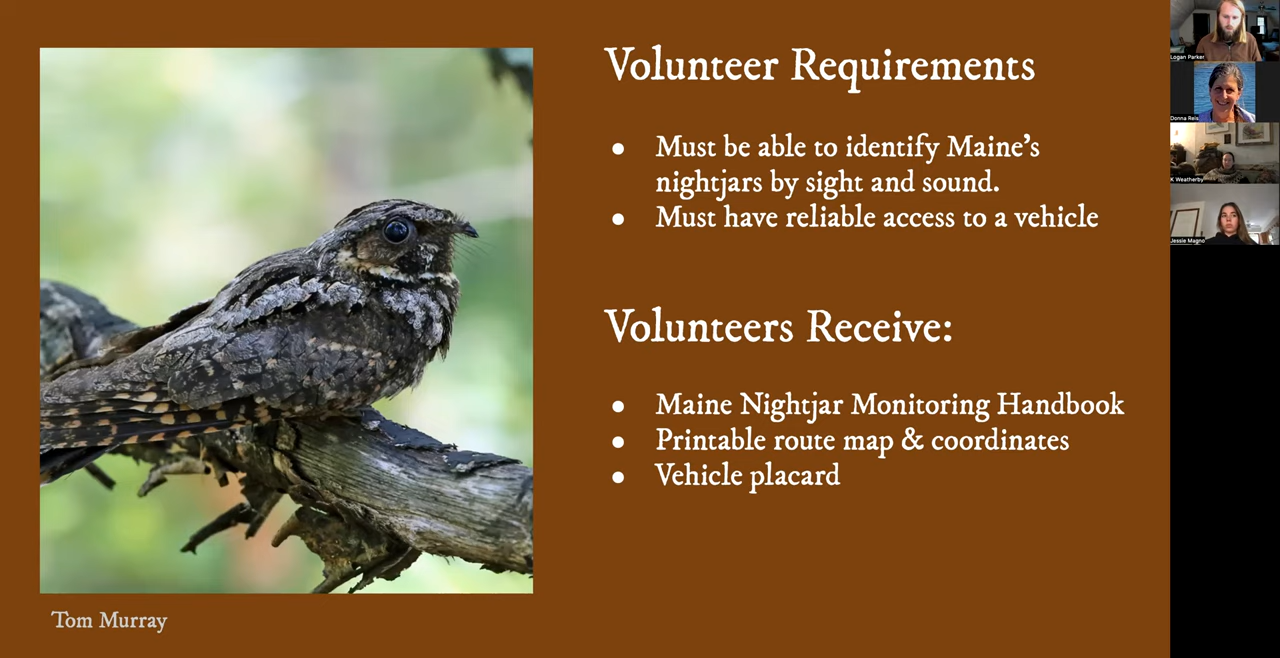 Volunteer Requirements
● Must be able to identify Maine's
nightjars by sight and sound.
● Must have reliable access to a vehicle
Volunteers Receive:
● Maine Nightjar Monitoring Handbook
● Printable route map & coordinates
● Vehicle placard
Tom Murray
Logan Parker
Donna Reis
K Weatherby
Jessie Magno